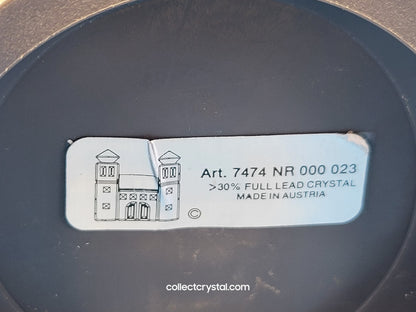 Art. 7474 NR 000 023
>30% FULL LEAD CRYSTAL
MADE IN AUSTRIA
©
collectcrystal.com